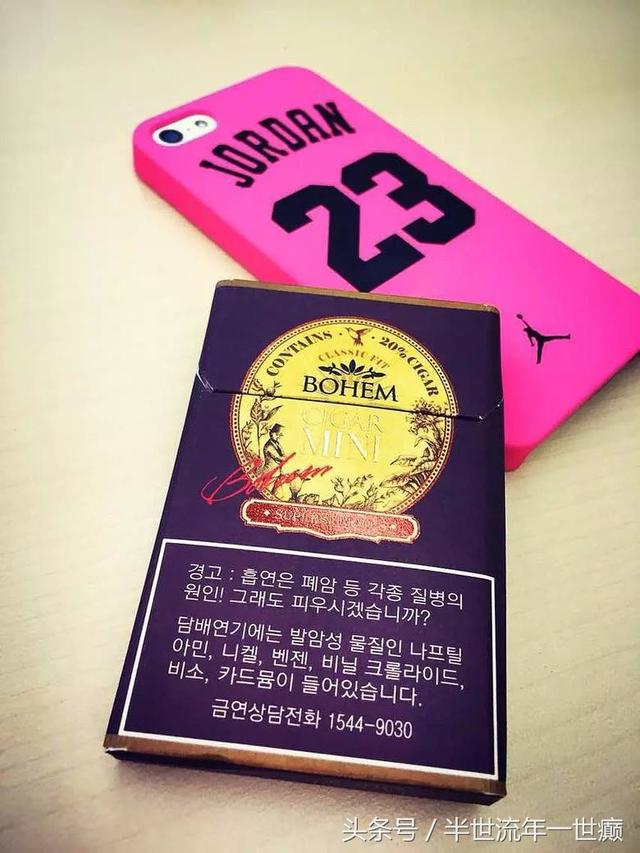 JORDAN
23
CONTAINS · 20% CIGAR
CLASSIC FIT
BOHEM
CIGAR
MINI
Bohem
경고 : 흡연은 폐암 등 각종 질병의
원인! 그래도 피우시겠습니까?
담배연기에는 발암성 물질인 나프틸
아민, 니켈, 벤젠, 비닐 크롤라이드,
비소, 카드뮴이 들어있습니다.
금연상담전화 1544-9030
头条号 / 半世流年一世癫